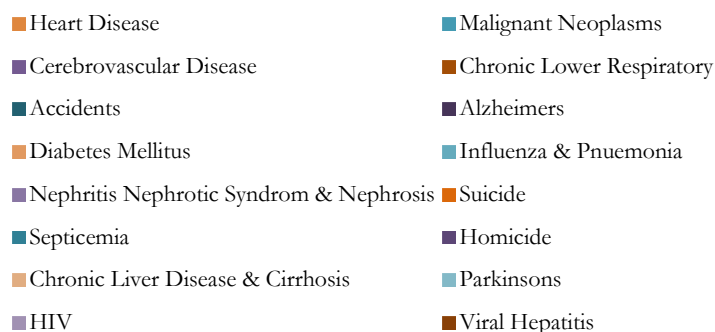 Heart Disease
Malignant Neoplasms
Cerebrovascular Disease
Chronic Lower Respiratory
Accidents
Alzheimers
Diabetes Mellitus
Influenza & Pnuemonia
Nephritis Nephrotic Syndrom & Nephrosis
Suicide
Septicemia
Homicide
Chronic Liver Disease & Cirrhosis
Parkinsons
HIV
Viral Hepatitis